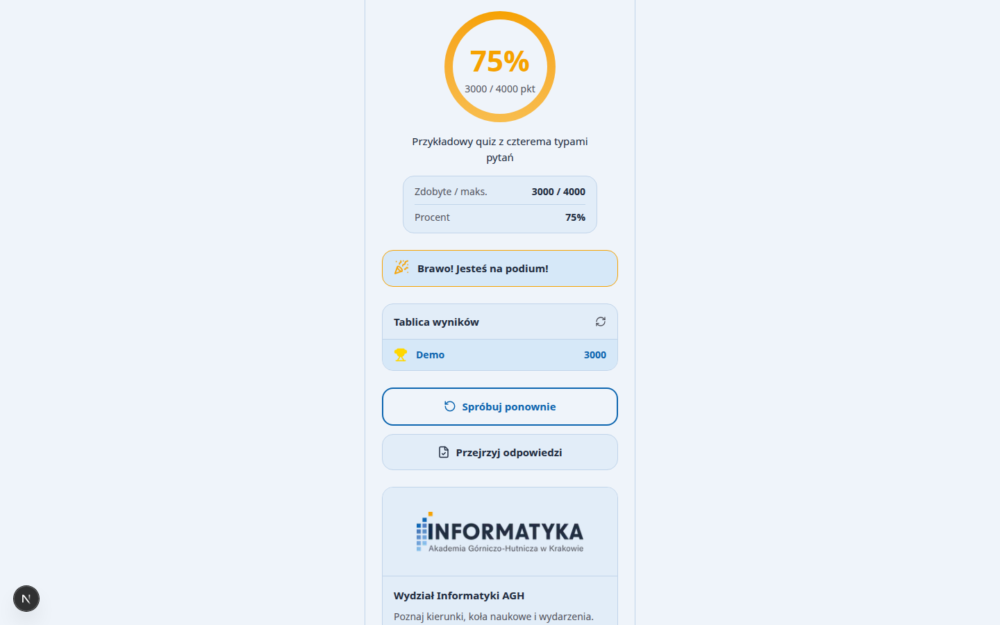 75%
3000 / 4000 pkt
Przykładowy quiz z czterema typami
pytań
Zdobyte / maks. 3000 / 4000
Procent 75%
Brawo! Jesteś na podium!
Tablica wyników
Demo 3000
Spróbuj ponownie
Przejrzyj odpowiedzi
INFORMATYKA
Akademia Górniczo-Hutnicza w Krakowie
Wydział Informatyki AGH
Poznaj kierunki, koła naukowe i wydarzenia.
N